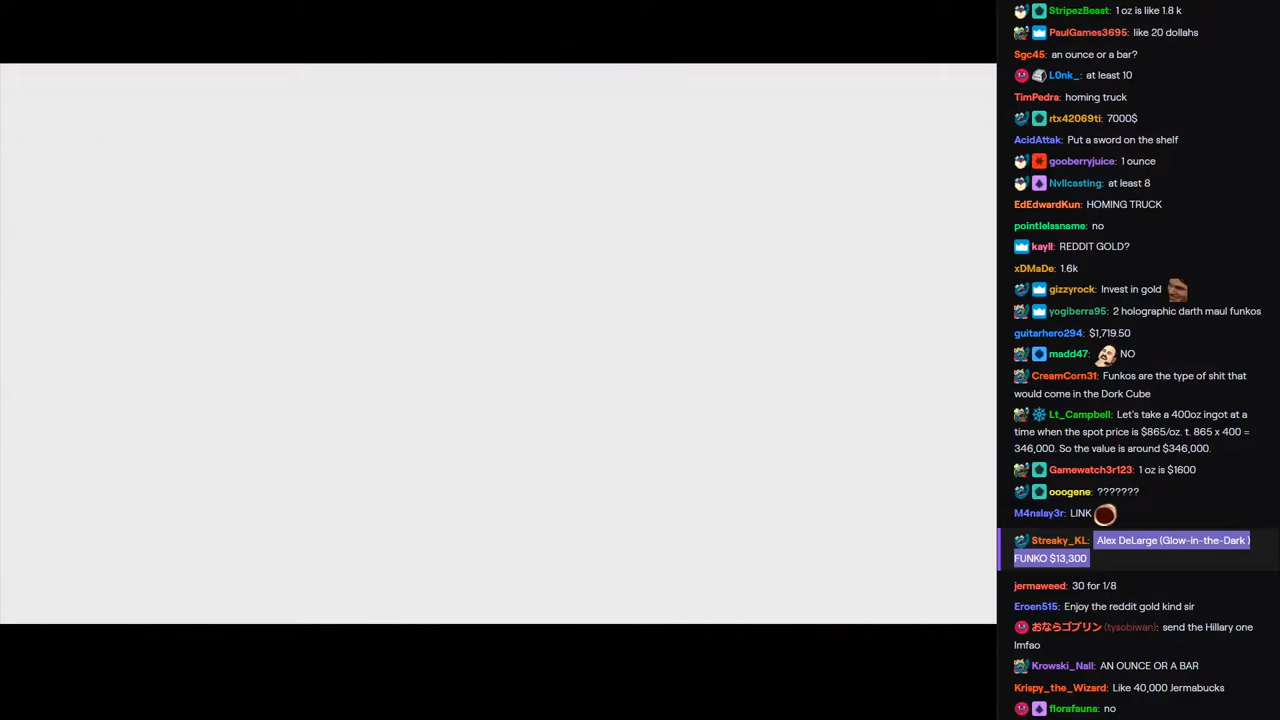 StripezBeast: 1 oz is like 1.8 k
PaulGames3695: like 20 dollahs
Sgc45: an ounce or a bar?
L0nk_: at least 10
TimPedra: homing truck
rtx42069ti: 7000$
AcidAttak: Put a sword on the shelf
gooberryjuice: 1 ounce
Nvllcasting: at least 8
EdEdwardKun: HOMING TRUCK
pointlelssname: no
kayll: REDDIT GOLD?
xDMaDe: 1.6k
gizzyrock: Invest in gold
yogiberra95: 2 holographic darth maul funkos
guitarhero294: $1,719.50
madd47: NO
CreamCorn31: Funkos are the type of shit that
would come in the Dork Cube
Lt_Campbell: Let's take a 400oz ingot at a
time when the spot price is $865/oz. t. 865 x 400 =
346,000. So the value is around $346,000.
Gamewatch3r123: 1 oz is $1600
ooogene: ???????
M4nslay3r: LINK
Streaky_KL: Alex DeLarge (Glow-in-the-Dark )
FUNKO $13,300
jermaweed: 30 for 1/8
Eroen515: Enjoy the reddit gold kind sir
おならゴブリン (tysobiwan): send the Hillary one
lmfao
Krowski_Nall: AN OUNCE OR A BAR
Krispy_the_Wizard: Like 40,000 Jermabucks
florafauna: no